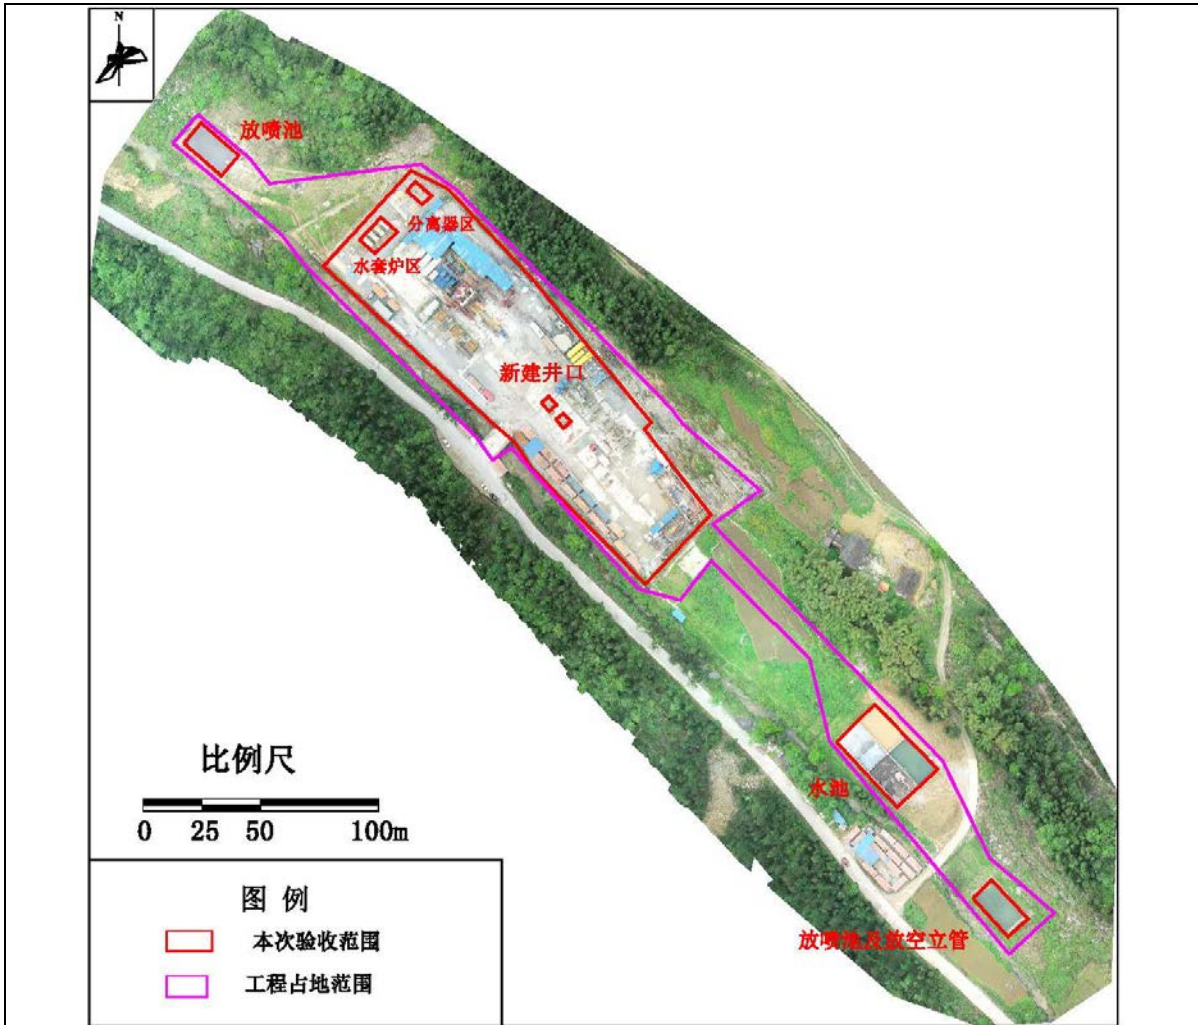 N
放喷池
分离器区
水套炉区
新建井口
比例尺
0 25 50 100m
水池
图 例
放喷池及放空立管
本次验收范围
工程占地范围